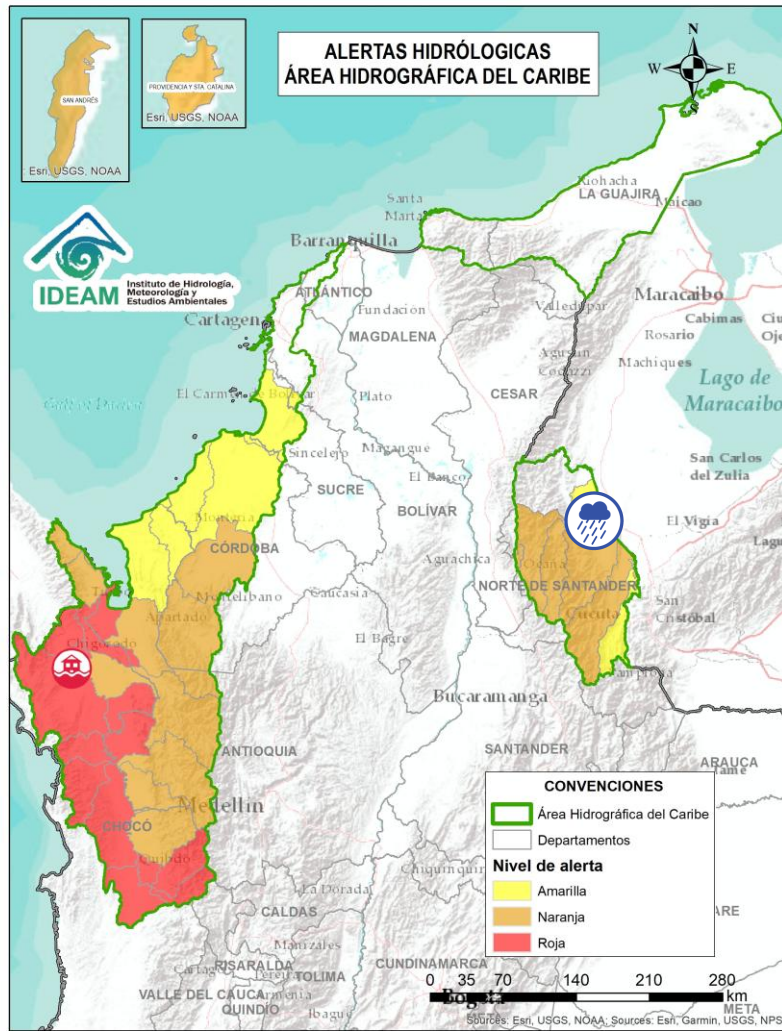 ALERTAS HIDRÓLOGICAS
ÁREA HIDROGRÁFICA DEL CARIBE
N
W
E
S
SAN ANDRÉS
Esri, USGS, NOAA
PROVIDENCIA Y STA. CATALINA
Esri, USGS, NOAA
IDEAM
Instituto de Hidrología,
Meteorología y
Estudios Ambientales
Riohacha
LA GUAJIRA
Maicao
Santa
Marta
Barranquilla
ATLÁNTICO
Fundación
Valledupar
Maracaibo
Cabimas
Cartagena
MAGDALENA
Rosario
Agustín
Codazzi
Machiques
CESAR
Lago de
Maracaibo
El Carmen de Bolívar
Plato
Sincelejo
Magangue
San Carlos
del Zulia
SUCRE
El Banco
BOLÍVAR
Montería
El Vigía
CÓRDOBA
Aguachica
Ocaña
NORTE DE SANTANDER
Montelíbano
Caucasia
San
Cristóbal
Apartadó
Cúcuta
Chigorodó
El Bagre
Pamplona
Bucaramanga
ANTIOQUIA
SANTANDER
ARAUCA
Medellín
CHOCÓ
Quibdó
La Dorada
CALDAS
Manizales
RISARALDA
Pereira
TOLIMA
CUNDINAMARCA
VALLE DEL CAUCA
Armenia
QUINDÍO
Ibague
Bogotá
META
CONVENCIONES
Área Hidrográfica del Caribe
Departamentos
Nivel de alerta
Amarilla
Naranja
Roja
0 35 70 140 210 280
km
Sources: Esri, USGS, NOAA; Sources: Esri, Garmin, USGS, NPS